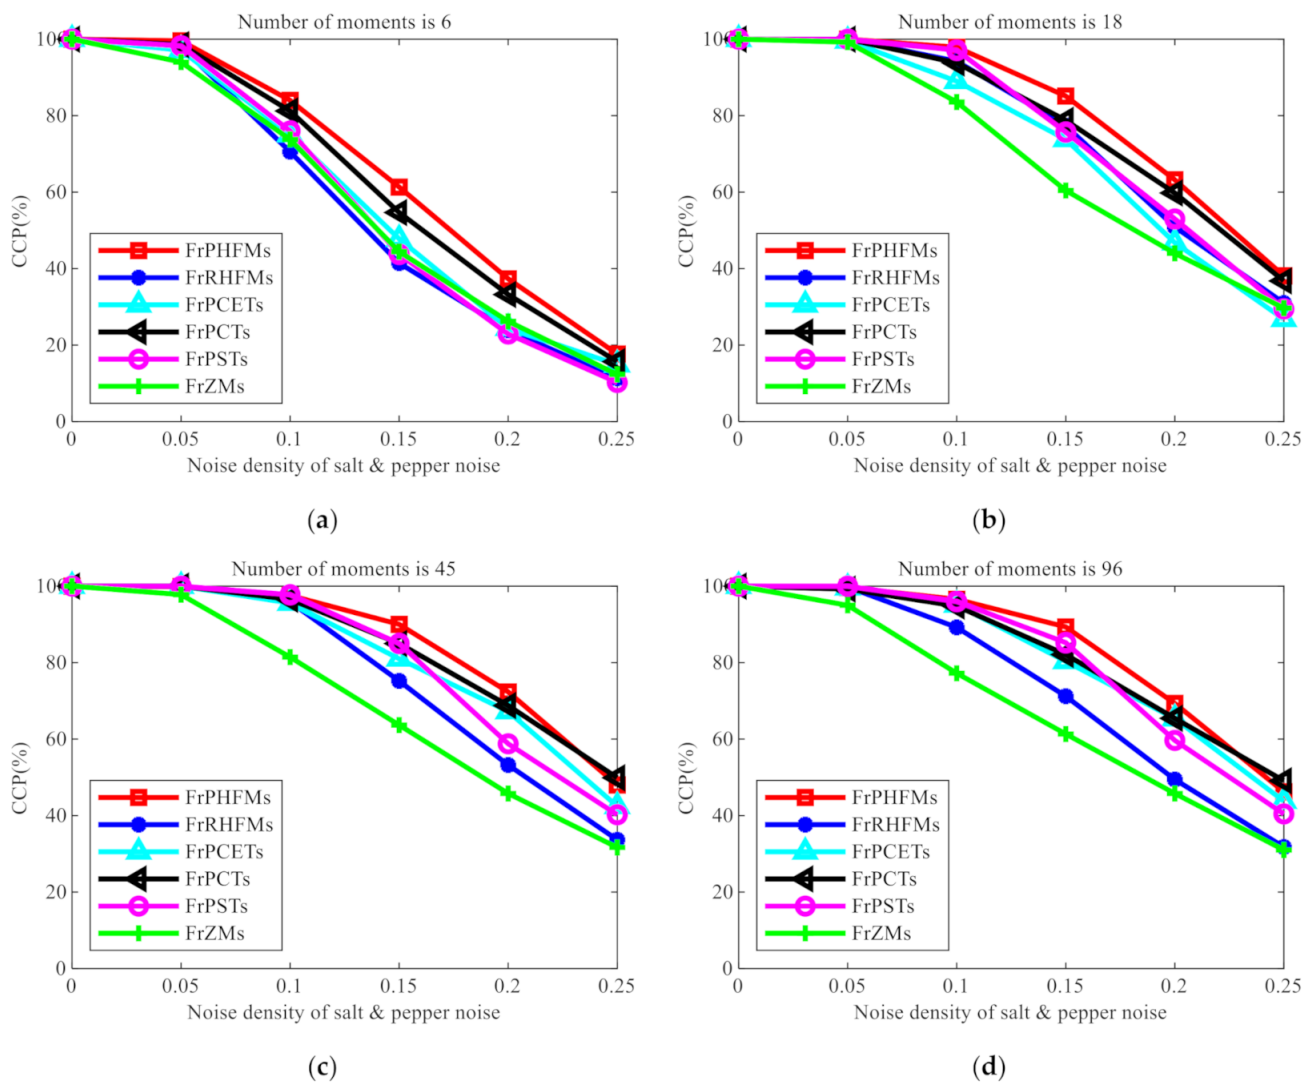 Number of moments is 6
CCP(%)
100
80
60
40
20
0
FrPHFMs
FrRHFMs
FrPCETs
FrPCTs
FrPSTs
FrZMs
0 0.05 0.1 0.15 0.2 0.25
Noise density of salt & pepper noise
(a)
Number of moments is 18
CCP(%)
100
80
60
40
20
0
FrPHFMs
FrRHFMs
FrPCETs
FrPCTs
FrPSTs
FrZMs
0 0.05 0.1 0.15 0.2 0.25
Noise density of salt & pepper noise
(b)
Number of moments is 45
CCP(%)
100
80
60
40
20
0
FrPHFMs
FrRHFMs
FrPCETs
FrPCTs
FrPSTs
FrZMs
0 0.05 0.1 0.15 0.2 0.25
Noise density of salt & pepper noise
(c)
Number of moments is 96
CCP(%)
100
80
60
40
20
0
FrPHFMs
FrRHFMs
FrPCETs
FrPCTs
FrPSTs
FrZMs
0 0.05 0.1 0.15 0.2 0.25
Noise density of salt & pepper noise
(d)